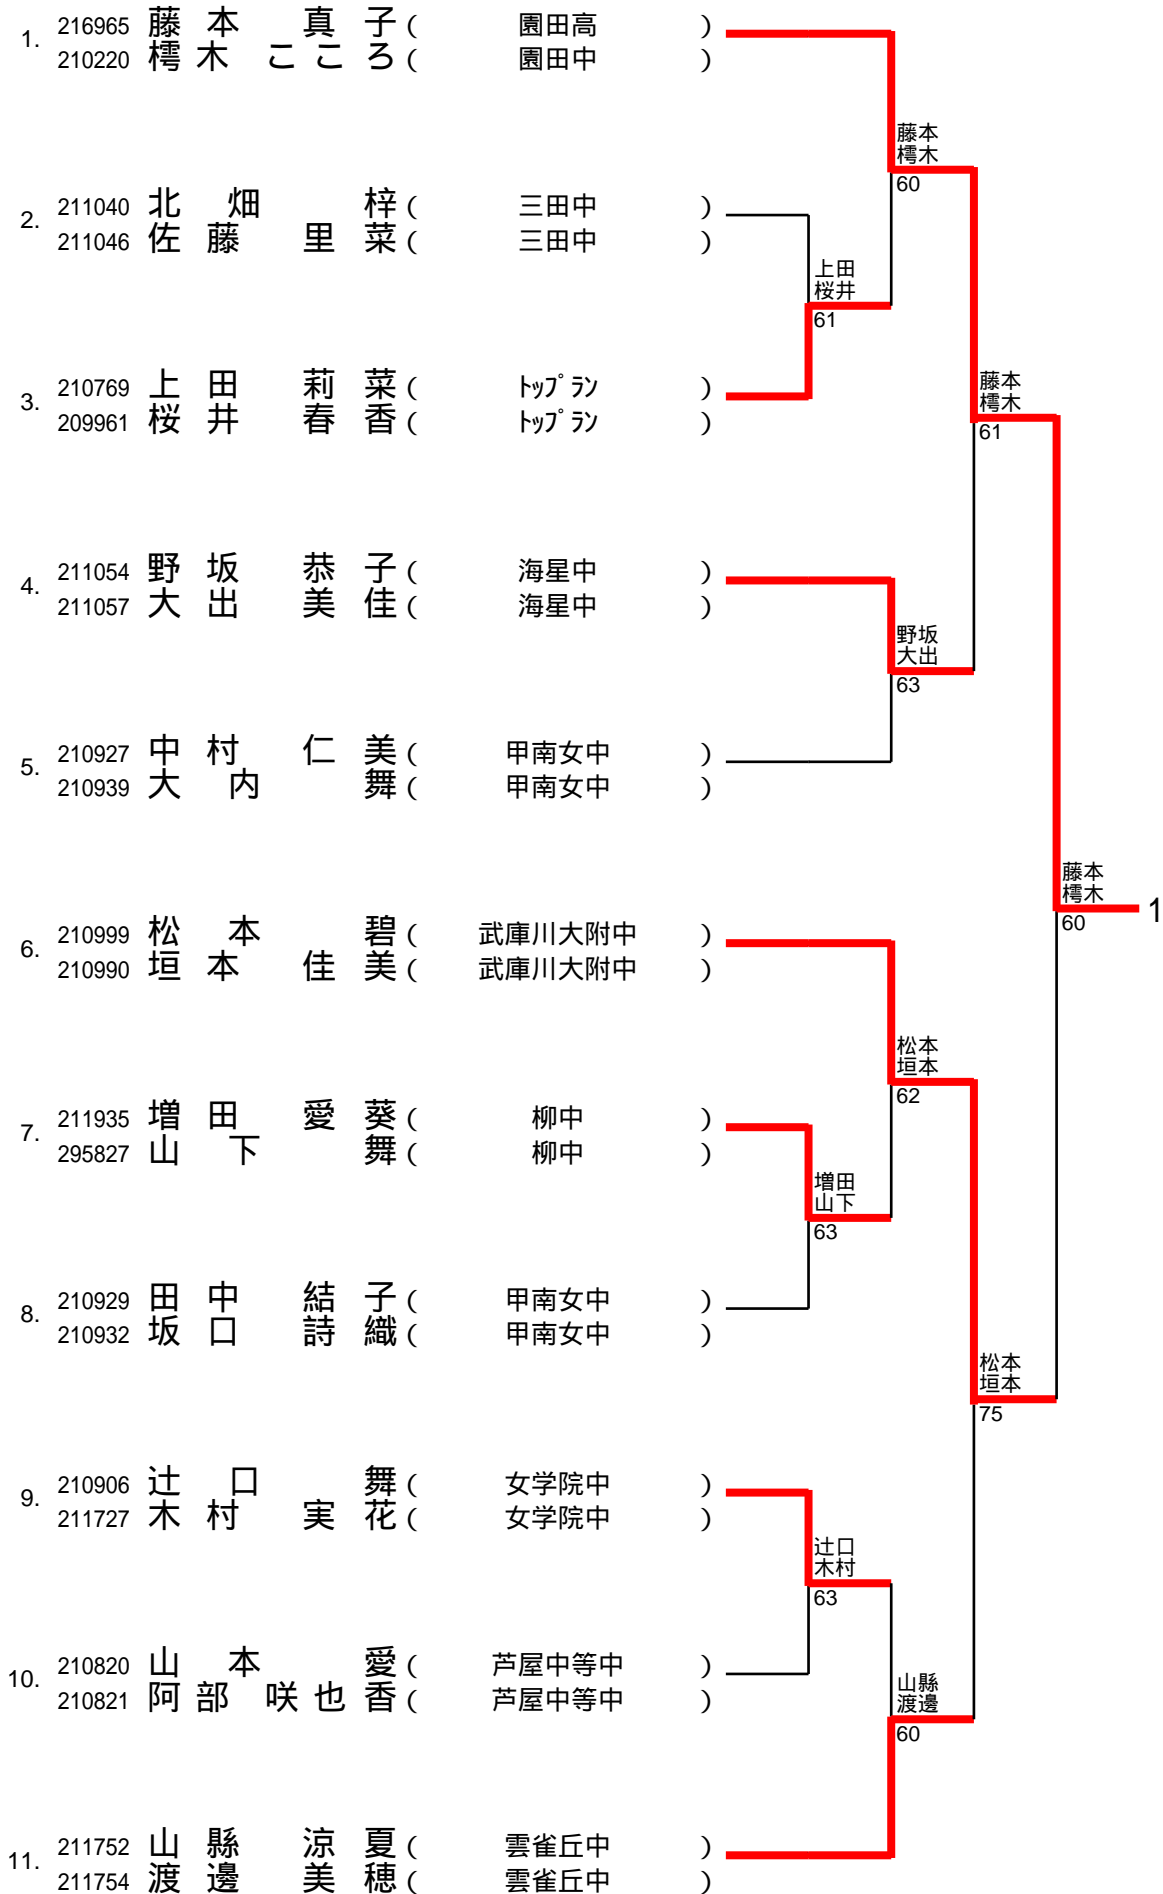 1. 216965 藤本 真子 ( 園田高 )
210220 樗木 こころ ( 園田中 )
藤本
樗木
60
2. 211040 北畑 梓 ( 三田中 )
211046 佐藤 里菜 ( 三田中 )
上田
桜井
61
3. 210769 上田 莉菜 ( トップラン )
209961 桜井 春香 ( トップラン )
藤本
樗木
61
4. 211054 野坂 恭子 ( 海星中 )
211057 大出 美佳 ( 海星中 )
野坂
大出
63
5. 210927 中村 仁美 ( 甲南女中 )
210939 大内 舞 ( 甲南女中 )
藤本
樗木
60
1
6. 210999 松本 碧 ( 武庫川大附中 )
210990 垣本 佳美 ( 武庫川大附中 )
松本
垣本
62
7. 211935 増田 愛葵 ( 柳中 )
295827 山下 舞 ( 柳中 )
増田
山下
63
8. 210929 田中 結子 ( 甲南女中 )
210932 坂口 詩織 ( 甲南女中 )
松本
垣本
75
9. 210906 辻口 舞 ( 女学院中 )
211727 木村 実花 ( 女学院中 )
辻口
木村
63
10. 210820 山本 愛 ( 芦屋中等中 )
210821 阿部 咲也香 ( 芦屋中等中 )
山縣
渡邊
60
11. 211752 山縣 涼夏 ( 雲雀丘中 )
211754 渡邊 美穂 ( 雲雀丘中 )